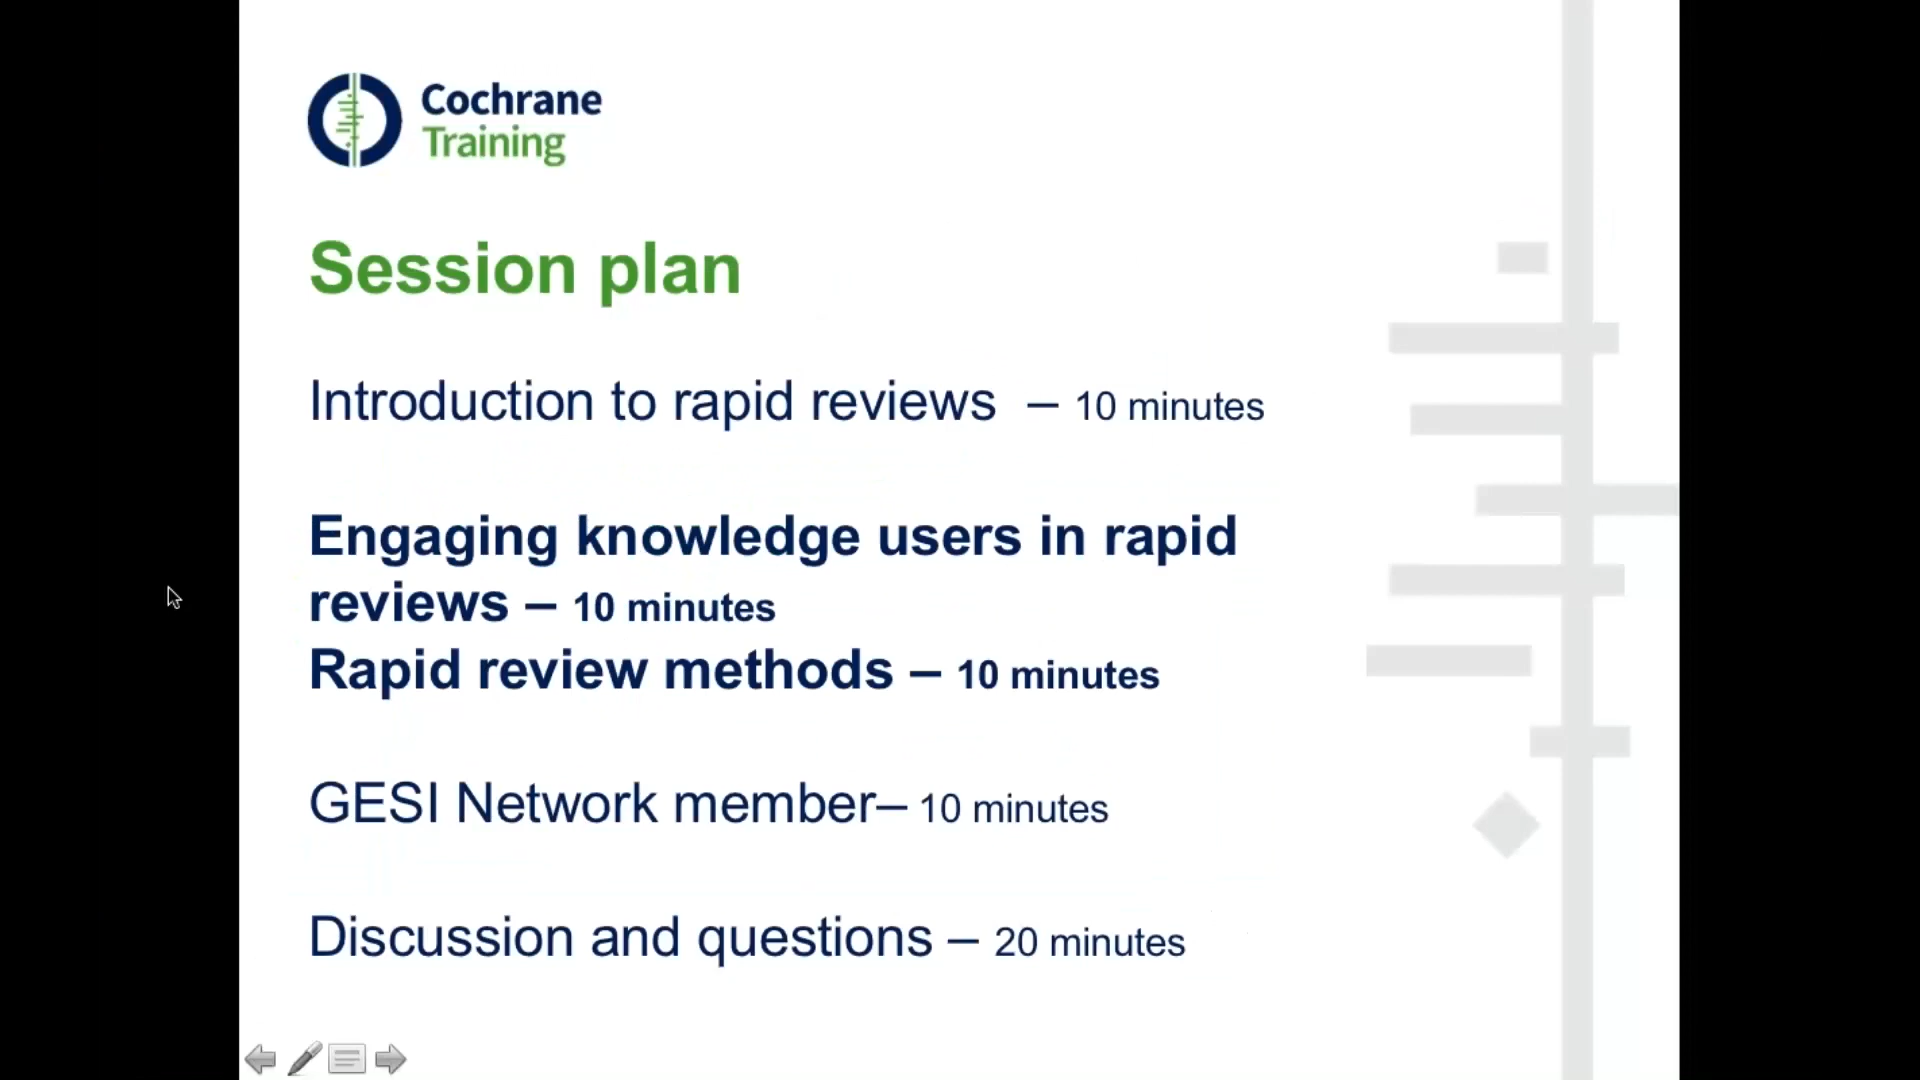 Cochrane
Training
Session plan
Introduction to rapid reviews – 10 minutes
Engaging knowledge users in rapid
reviews – 10 minutes
Rapid review methods – 10 minutes
GESI Network member– 10 minutes
Discussion and questions – 20 minutes